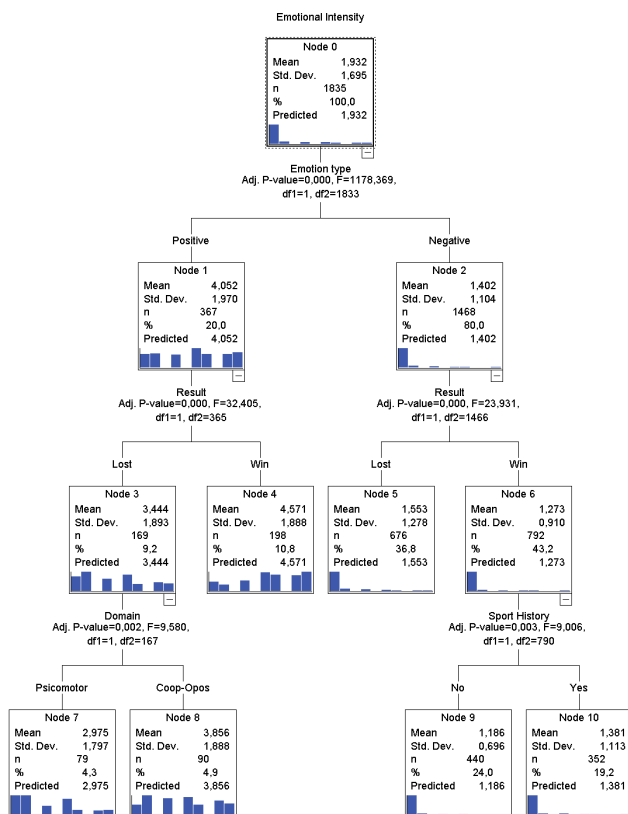 Emotional Intensity
Node 0
Mean 1,932
Std. Dev. 1,695
n 1835
% 100,0
Predicted 1,932
Emotion type
Adj. P-value=0,000, F=1178,369,
df1=1, df2=1833
Positive
Negative
Node 1
Mean 4,052
Std. Dev. 1,970
n 367
% 20,0
Predicted 4,052
Node 2
Mean 1,402
Std. Dev. 1,104
n 1468
% 80,0
Predicted 1,402
Result
Adj. P-value=0,000, F=32,405,
df1=1, df2=365
Result
Adj. P-value=0,000, F=23,931,
df1=1, df2=1466
Lost
Win
Lost
Win
Node 3
Mean 3,444
Std. Dev. 1,893
n 169
% 9,2
Predicted 3,444
Node 4
Mean 4,571
Std. Dev. 1,888
n 198
% 10,8
Predicted 4,571
Node 5
Mean 1,553
Std. Dev. 1,278
n 676
% 36,8
Predicted 1,553
Node 6
Mean 1,273
Std. Dev. 0,910
n 792
% 43,2
Predicted 1,273
Domain
Adj. P-value=0,002, F=9,580,
df1=1, df2=167
Sport History
Adj. P-value=0,003, F=9,006,
df1=1, df2=790
Psicomotor
Coop-Opos
No
Yes
Node 7
Mean 2,975
Std. Dev. 1,797
n 79
% 4,3
Predicted 2,975
Node 8
Mean 3,856
Std. Dev. 1,888
n 90
% 4,9
Predicted 3,856
Node 9
Mean 1,186
Std. Dev. 0,696
n 440
% 24,0
Predicted 1,186
Node 10
Mean 1,381
Std. Dev. 1,113
n 352
% 19,2
Predicted 1,381